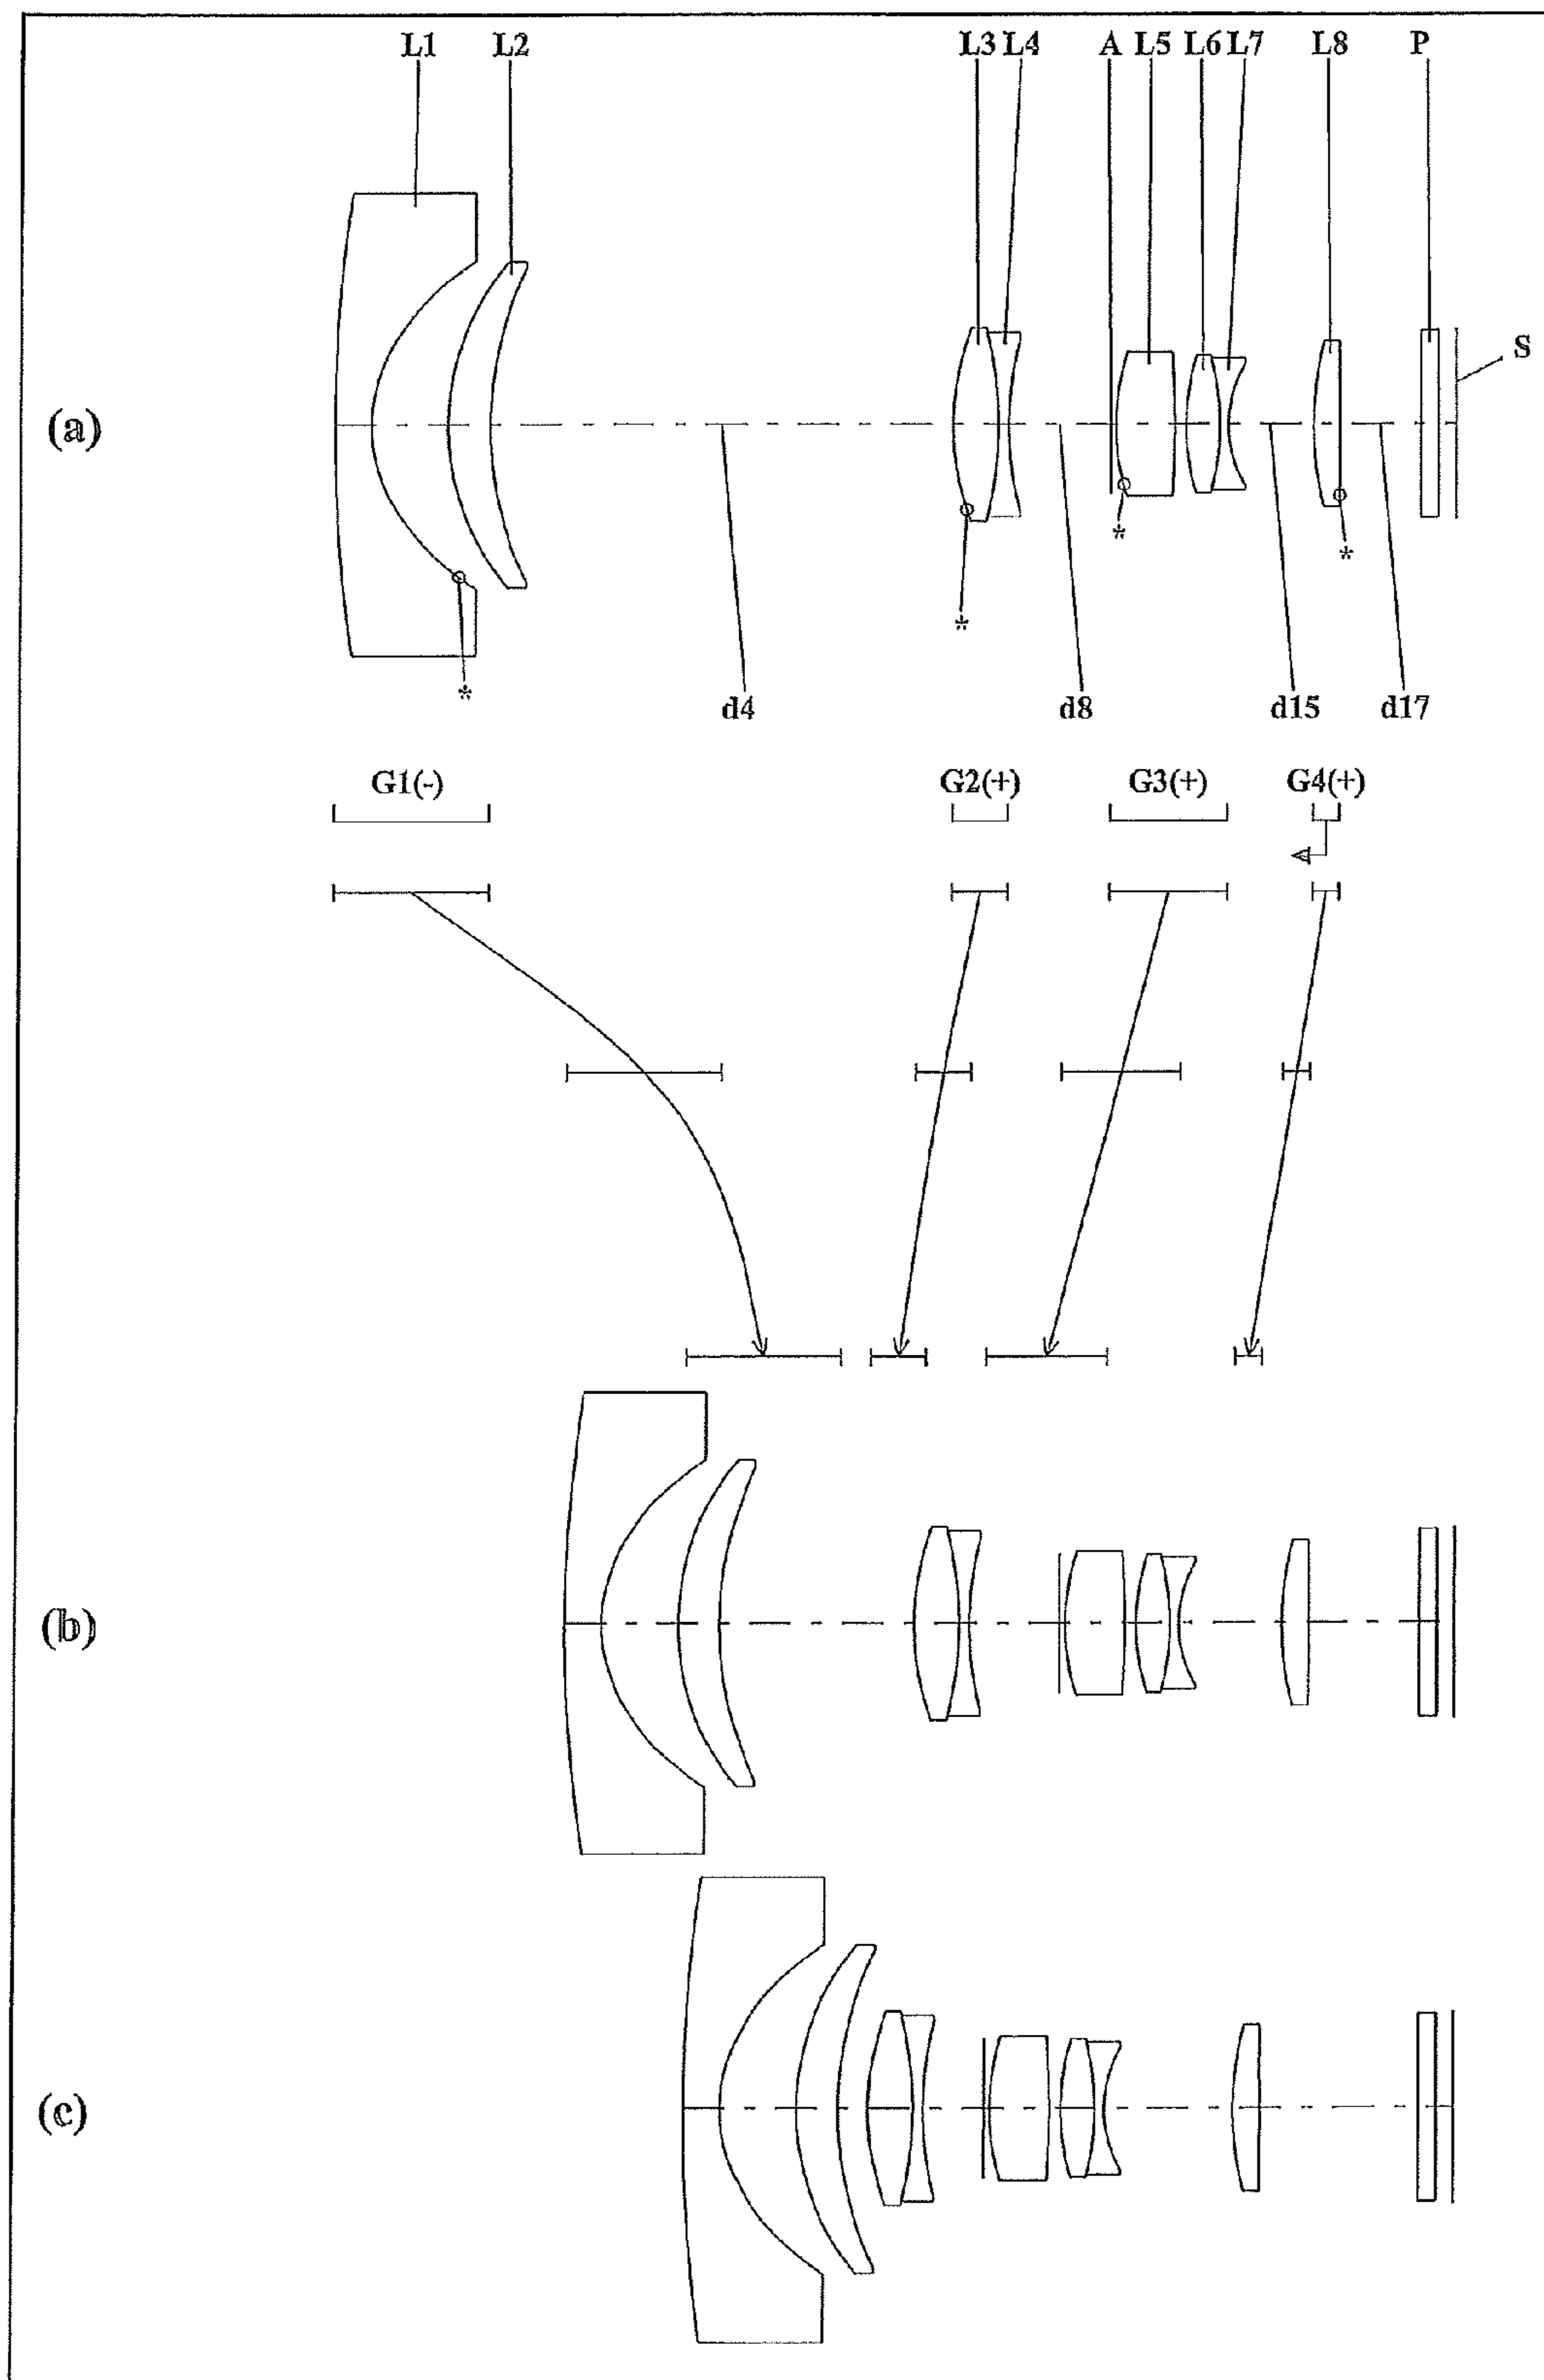 L1 L2 L3 L4 A L5 L6 L7 L8 P
S
(a)
*
*
*
*
d4 d8 d15 d17
G1(-) G2(+) G3(+) G4(+)
(b)
(c)